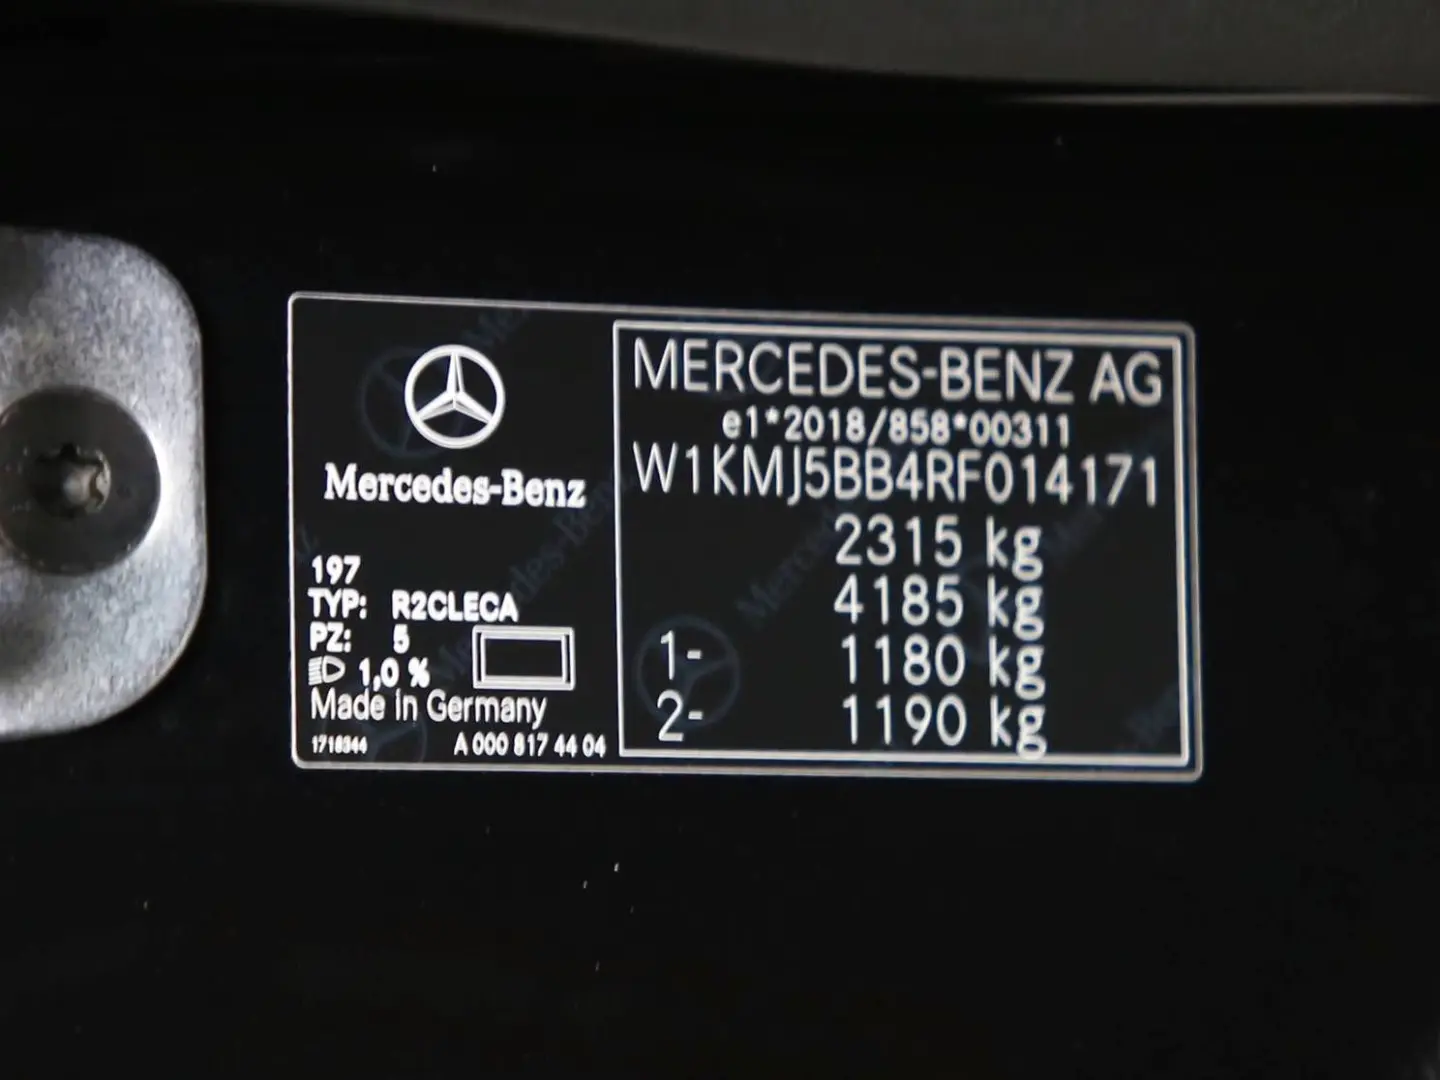 Mercedes-Benz
197
TYP: R2CLECA
PZ: 5
1,0 %
Made in Germany
1718344 A 000 817 44 04
MERCEDES-BENZ AG
e1*2018/858*00311
W1KMJ5BB4RF014171
2315 kg
4185 kg
1- 1180 kg
2- 1190 kg